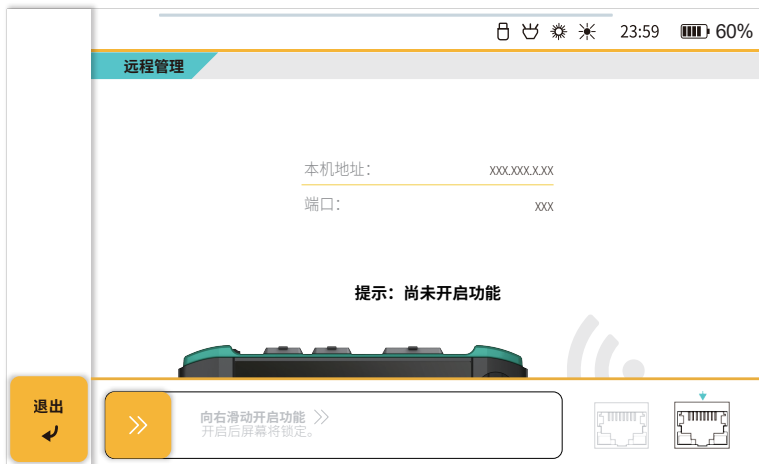 23:59 60%
远程管理
本机地址： XXX.XXX.X.XX
端口： XXX
提示：尚未开启功能
退出
向右滑动开启功能
开启后屏幕将锁定。